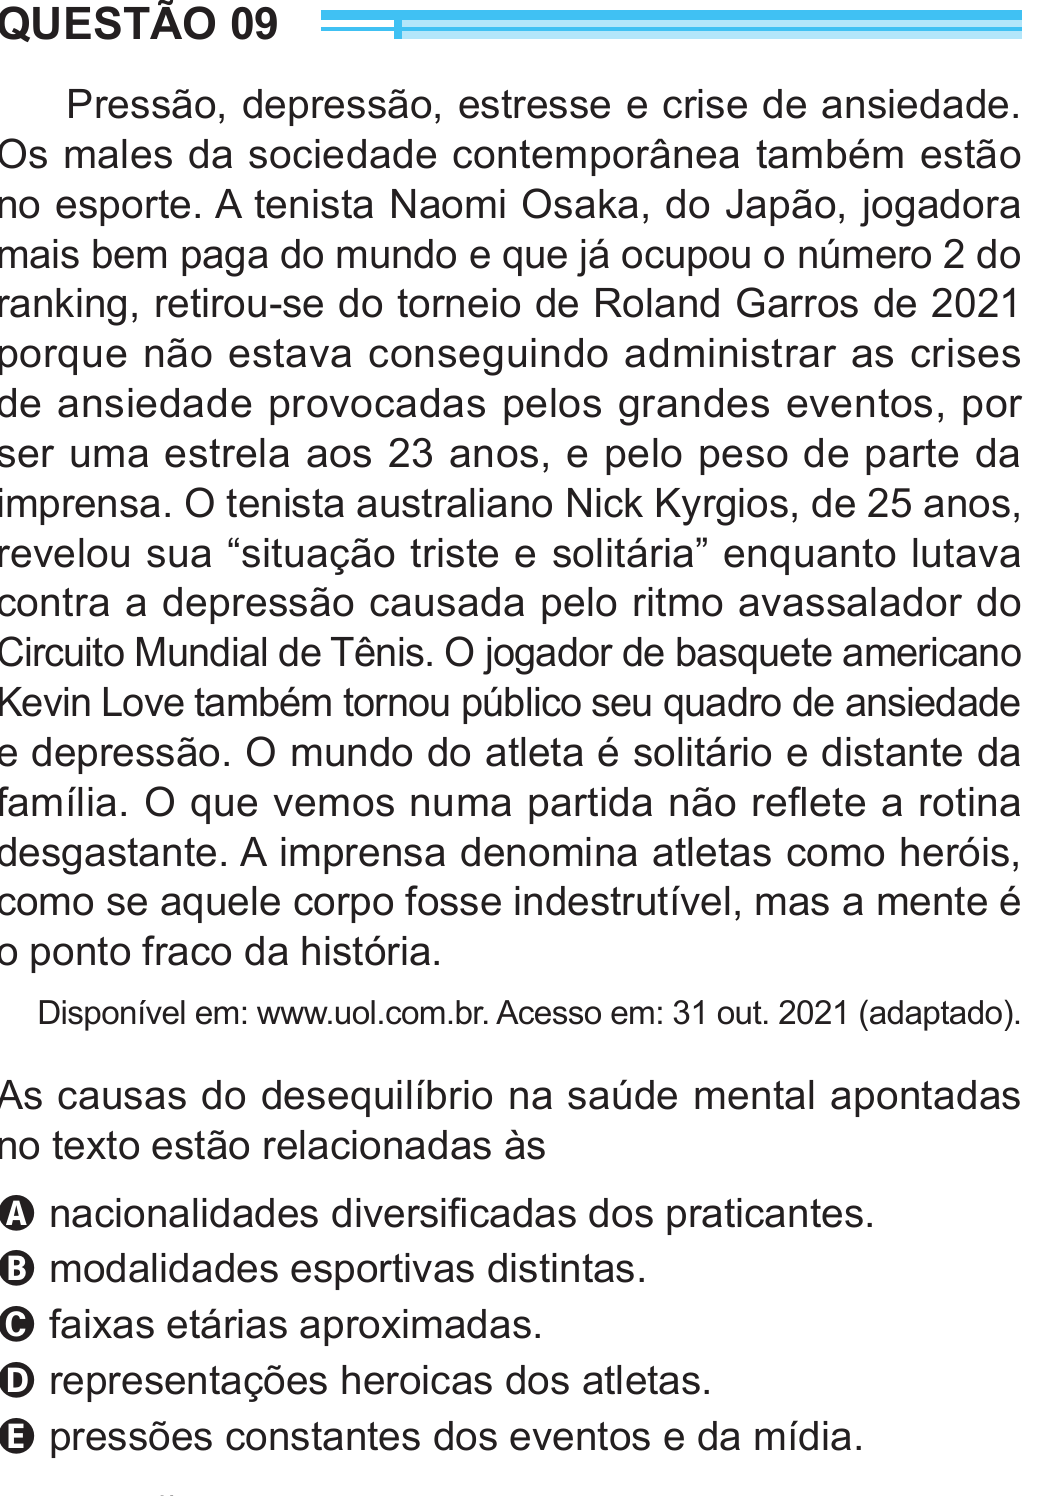 QUESTÃO 09
Pressão, depressão, estresse e crise de ansiedade.
Os males da sociedade contemporânea também estão
no esporte. A tenista Naomi Osaka, do Japão, jogadora
mais bem paga do mundo e que já ocupou o número 2 do
ranking, retirou-se do torneio de Roland Garros de 2021
porque não estava conseguindo administrar as crises
de ansiedade provocadas pelos grandes eventos, por
ser uma estrela aos 23 anos, e pelo peso de parte da
imprensa. O tenista australiano Nick Kyrgios, de 25 anos,
revelou sua “situação triste e solitária” enquanto lutava
contra a depressão causada pelo ritmo avassalador do
Circuito Mundial de Tênis. O jogador de basquete americano
Kevin Love também tornou público seu quadro de ansiedade
e depressão. O mundo do atleta é solitário e distante da
família. O que vemos numa partida não reflete a rotina
desgastante. A imprensa denomina atletas como heróis,
como se aquele corpo fosse indestrutível, mas a mente é
o ponto fraco da história.
Disponível em: www.uol.com.br. Acesso em: 31 out. 2021 (adaptado).
As causas do desequilíbrio na saúde mental apontadas
no texto estão relacionadas às
A nacionalidades diversificadas dos praticantes.
B modalidades esportivas distintas.
C faixas etárias aproximadas.
D representações heroicas dos atletas.
E pressões constantes dos eventos e da mídia.